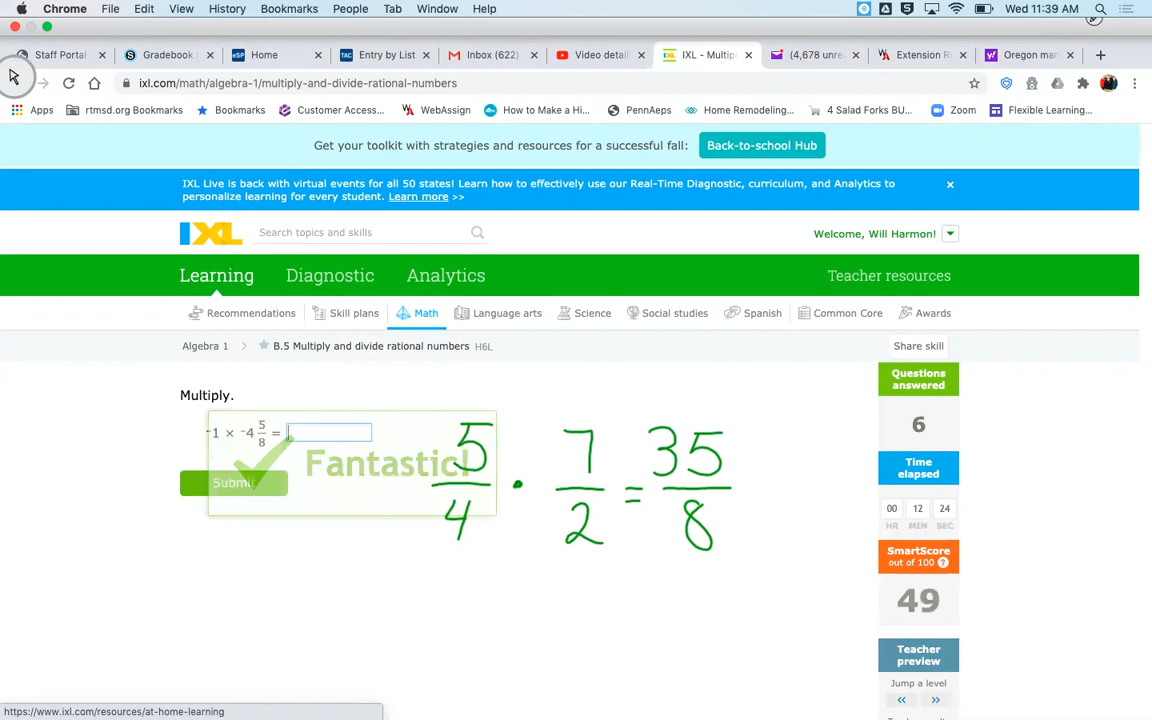 Chrome File Edit View History Bookmarks People Tab Window Help Wed 11:39 AM
Staff Portal Gradebook Home Entry by List Inbox (622) Video detail: IXL - Multipl (4,678 unre Extension R Oregon man
ixl.com/math/algebra-1/multiply-and-divide-rational-numbers
Apps rtmsd.org Bookmarks Bookmarks Customer Access... WebAssign How to Make a Hi... PennAeps Home Remodeling... 4 Salad Forks BU... Zoom Flexible Learning...
Get your toolkit with strategies and resources for a successful fall: Back-to-school Hub
IXL Live is back with virtual events for all 50 states! Learn how to effectively use our Real-Time Diagnostic, curriculum, and Analytics to
personalize learning for every student. Learn more >>
IXL Search topics and skills Welcome, Will Harmon!
Learning Diagnostic Analytics Teacher resources
Recommendations Skill plans Math Language arts Science Social studies Spanish Common Core Awards
Algebra 1 > B.5 Multiply and divide rational numbers H6L Share skill
Multiply.
-1 × -4 5/8 =
Fantastic!
Submit
5/4 · 7/2 = 35/8
Questions
answered
6
Time
elapsed
00 12 24
HR MIN SEC
SmartScore
out of 100 ?
49
Teacher
preview
Jump a level
<< >>
https://www.ixl.com/resources/at-home-learning